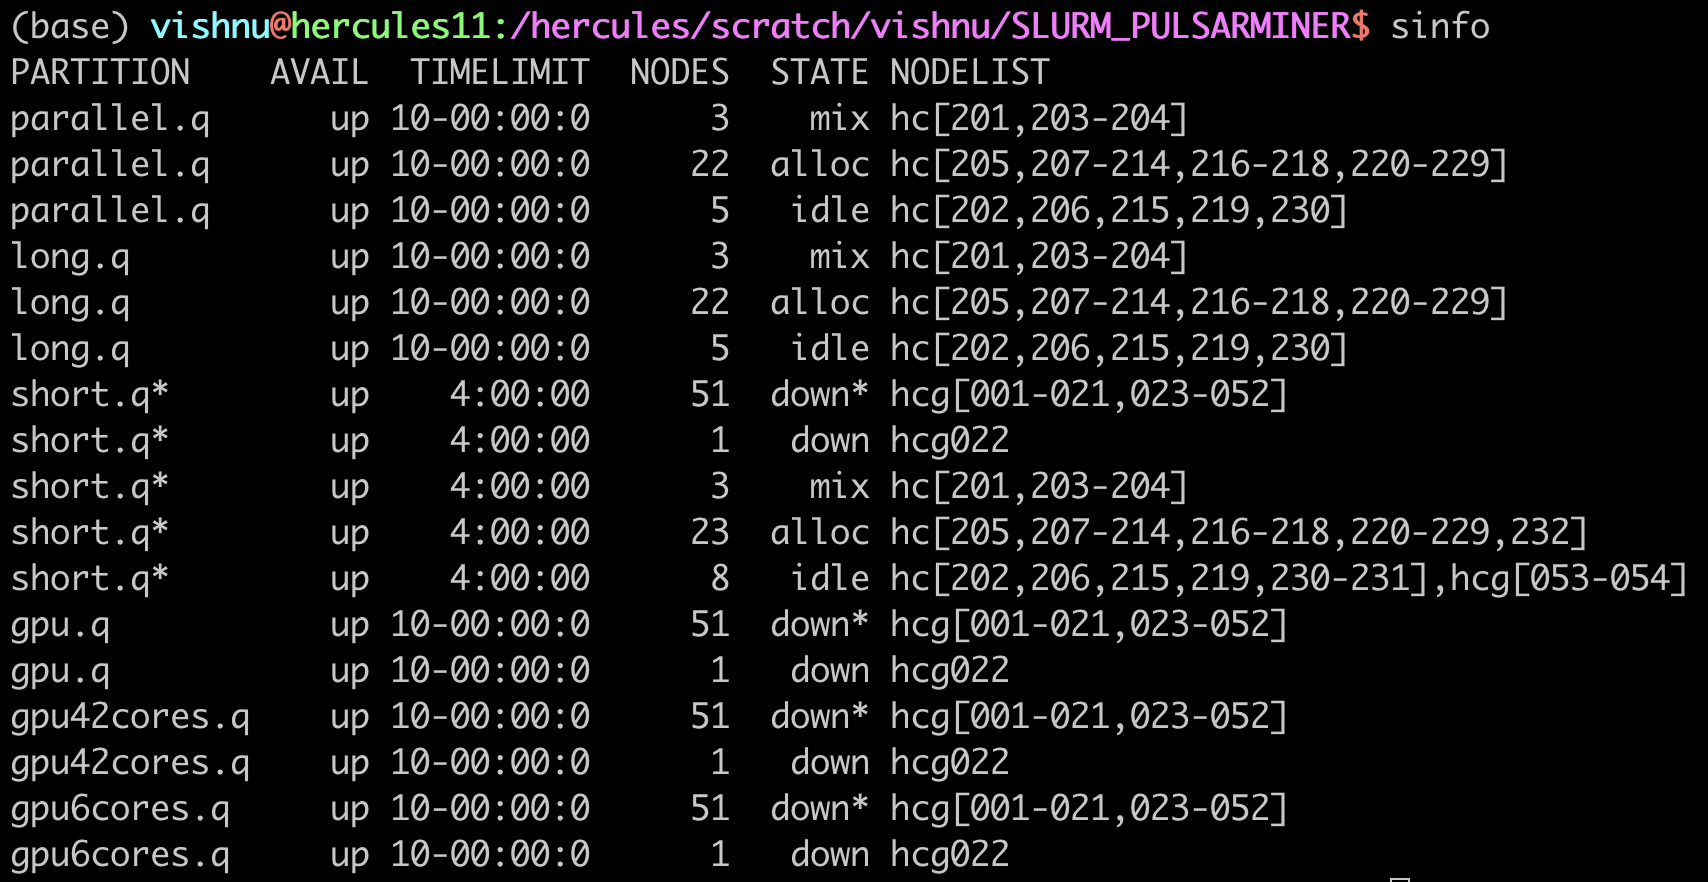 (base) vishnu@hercules11:/hercules/scratch/vishnu/SLURM_PULSARMINER$ sinfo
PARTITION    AVAIL  TIMELIMIT  NODES  STATE NODELIST
parallel.q      up 10-00:00:0      3    mix hc[201,203-204]
parallel.q      up 10-00:00:0     22  alloc hc[205,207-214,216-218,220-229]
parallel.q      up 10-00:00:0      5   idle hc[202,206,215,219,230]
long.q          up 10-00:00:0      3    mix hc[201,203-204]
long.q          up 10-00:00:0     22  alloc hc[205,207-214,216-218,220-229]
long.q          up 10-00:00:0      5   idle hc[202,206,215,219,230]
short.q*        up    4:00:00     51  down* hcg[001-021,023-052]
short.q*        up    4:00:00      1   down hcg022
short.q*        up    4:00:00      3    mix hc[201,203-204]
short.q*        up    4:00:00     23  alloc hc[205,207-214,216-218,220-229,232]
short.q*        up    4:00:00      8   idle hc[202,206,215,219,230-231],hcg[053-054]
gpu.q           up 10-00:00:0     51  down* hcg[001-021,023-052]
gpu.q           up 10-00:00:0      1   down hcg022
gpu42cores.q    up 10-00:00:0     51  down* hcg[001-021,023-052]
gpu42cores.q    up 10-00:00:0      1   down hcg022
gpu6cores.q     up 10-00:00:0     51  down* hcg[001-021,023-052]
gpu6cores.q     up 10-00:00:0      1   down hcg022